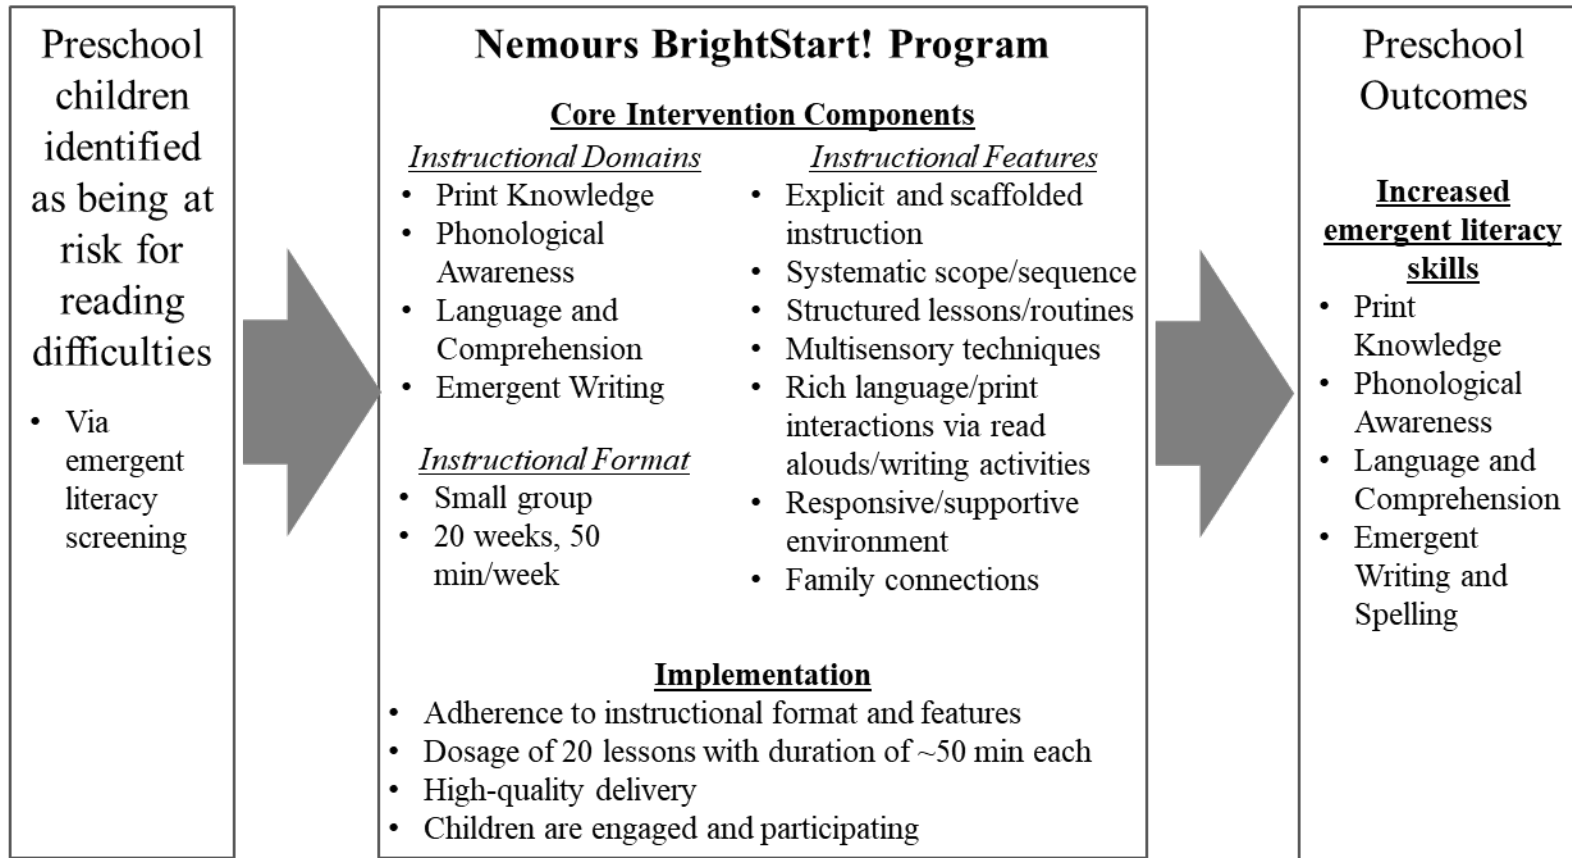 Preschool
children
identified
as being at
risk for
reading
difficulties
• Via
emergent
literacy
screening
Nemours BrightStart! Program
Core Intervention Components
Instructional Domains
• Print Knowledge
• Phonological
Awareness
• Language and
Comprehension
• Emergent Writing
Instructional Format
• Small group
• 20 weeks, 50
min/week
Instructional Features
• Explicit and scaffolded
instruction
• Systematic scope/sequence
• Structured lessons/routines
• Multisensory techniques
• Rich language/print
interactions via read
alouds/writing activities
• Responsive/supportive
environment
• Family connections
Implementation
• Adherence to instructional format and features
• Dosage of 20 lessons with duration of ~50 min each
• High-quality delivery
• Children are engaged and participating
Preschool
Outcomes
Increased
emergent literacy
skills
• Print
Knowledge
• Phonological
Awareness
• Language and
Comprehension
• Emergent
Writing and
Spelling